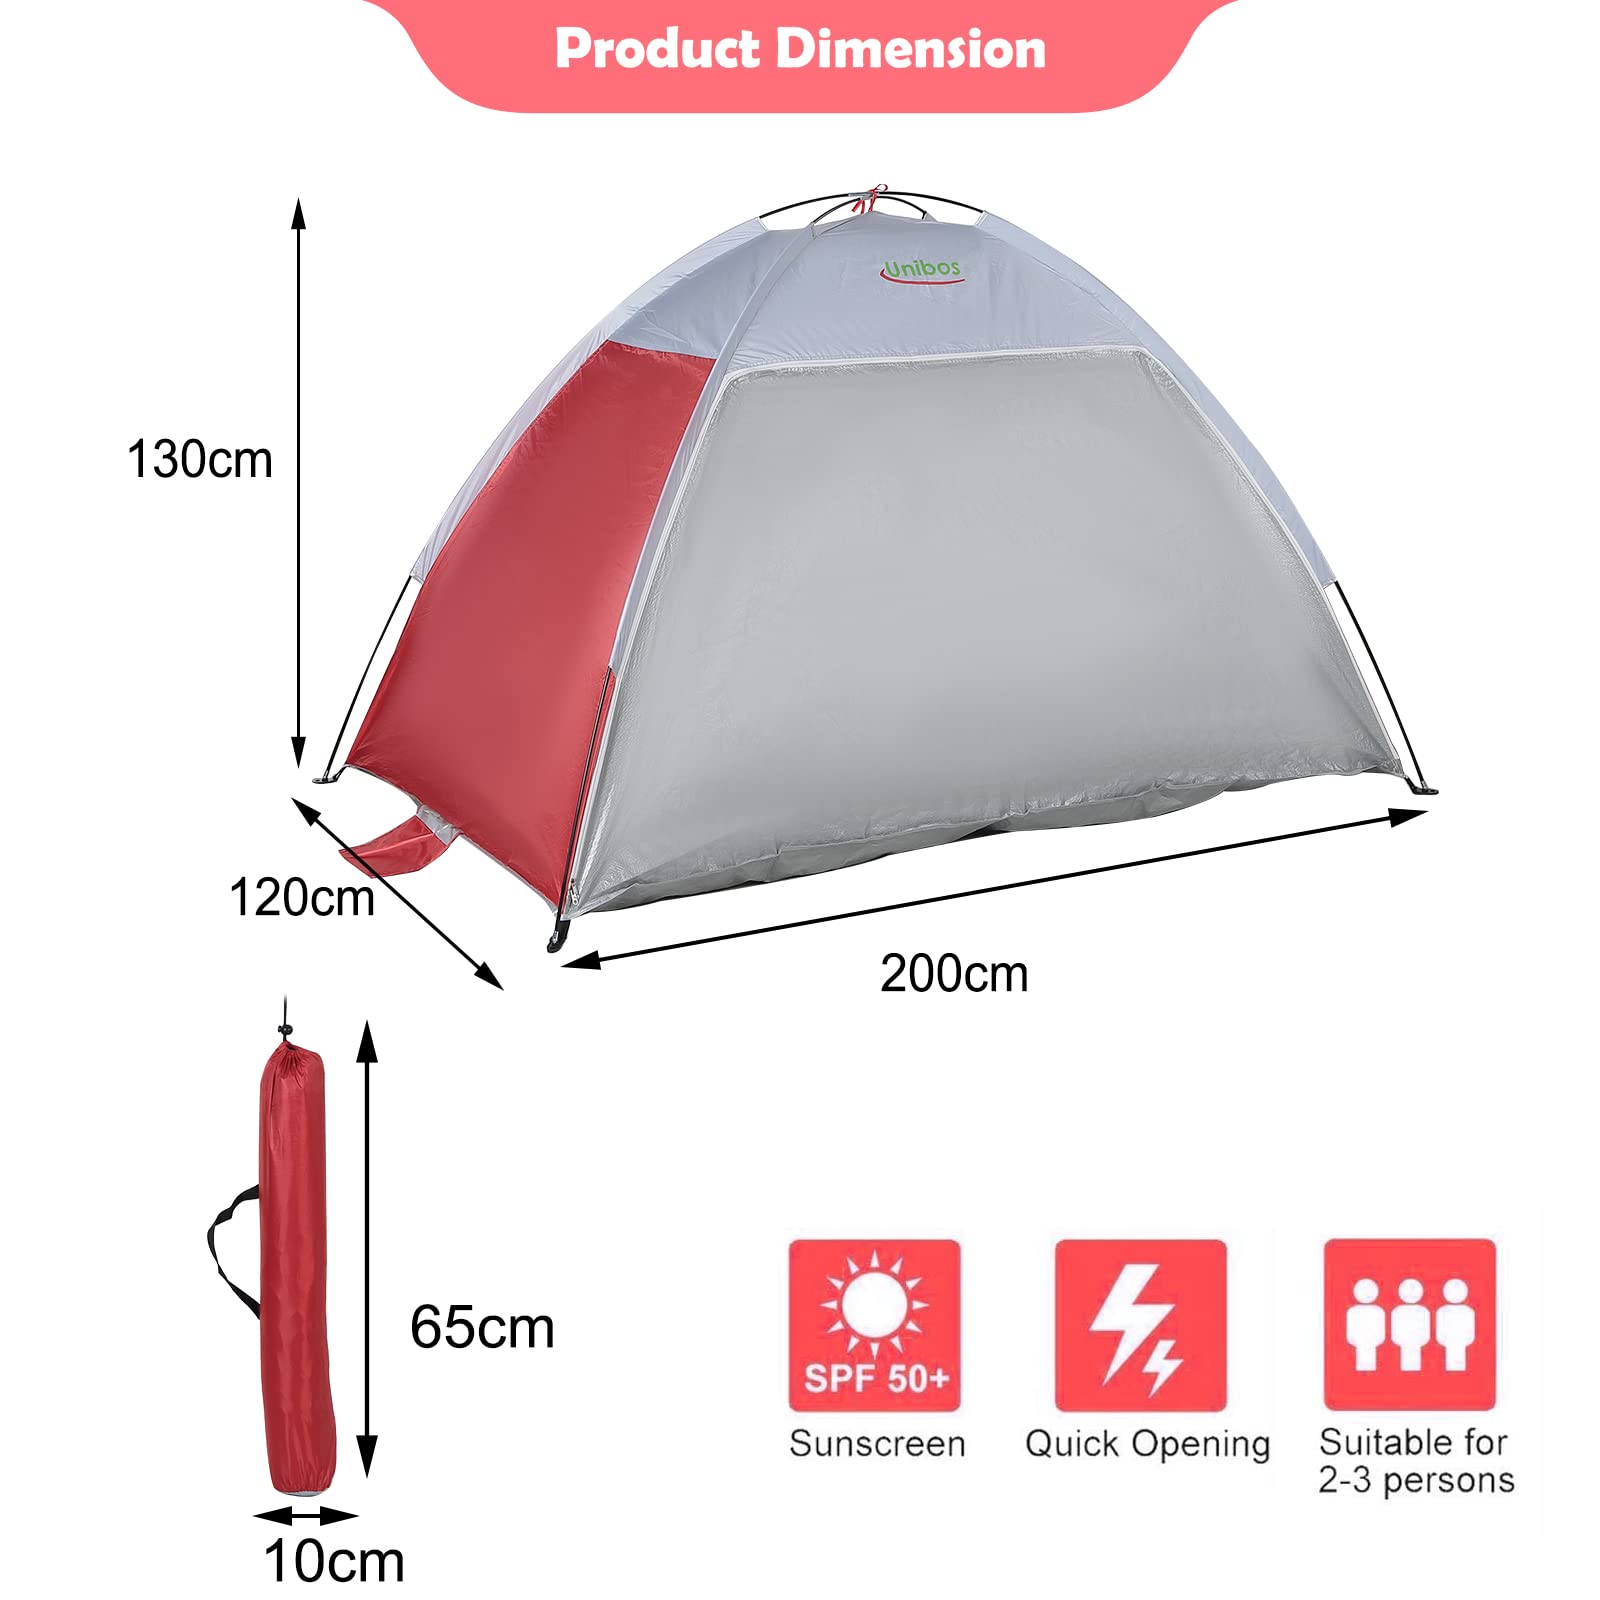 Product Dimension
Unibos
130cm
120cm
200cm
65cm
10cm
SPF 50+
Sunscreen
Quick Opening
Suitable for
2-3 persons